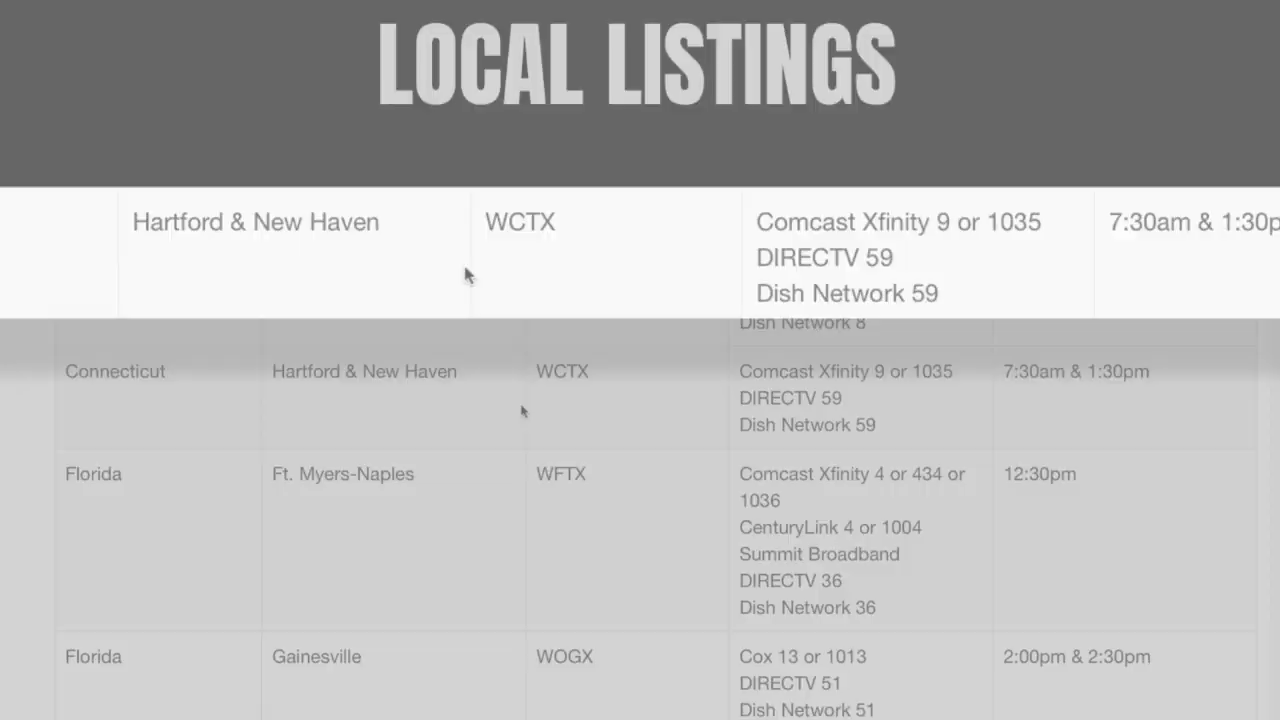 LOCAL LISTINGS
Hartford & New Haven WCTX Comcast Xfinity 9 or 1035 7:30am & 1:30p
DIRECTV 59
Dish Network 59
Dish Network 8
Connecticut Hartford & New Haven WCTX Comcast Xfinity 9 or 1035 7:30am & 1:30pm
DIRECTV 59
Dish Network 59
Florida Ft. Myers-Naples WFTX Comcast Xfinity 4 or 434 or 12:30pm
1036
CenturyLink 4 or 1004
Summit Broadband
DIRECTV 36
Dish Network 36
Florida Gainesville WOGX Cox 13 or 1013 2:00pm & 2:30pm
DIRECTV 51
Dish Network 51